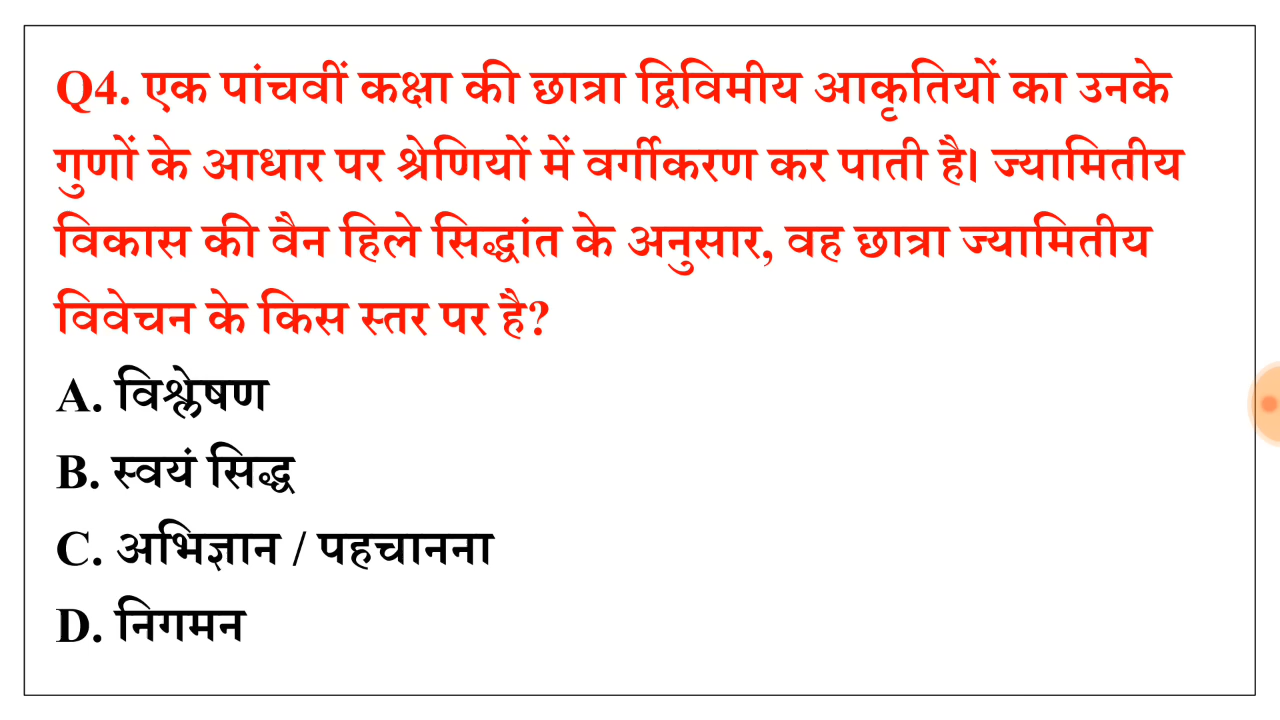 Q4. एक पांचवीं कक्षा की छात्रा द्विविमीय आकृतियों का उनके
गुणों के आधार पर श्रेणियों में वर्गीकरण कर पाती है। ज्यामितीय
विकास की वैन हिले सिद्धांत के अनुसार, वह छात्रा ज्यामितीय
विवेचन के किस स्तर पर है?
A. विश्लेषण
B. स्वयं सिद्ध
C. अभिज्ञान / पहचानना
D. निगमन